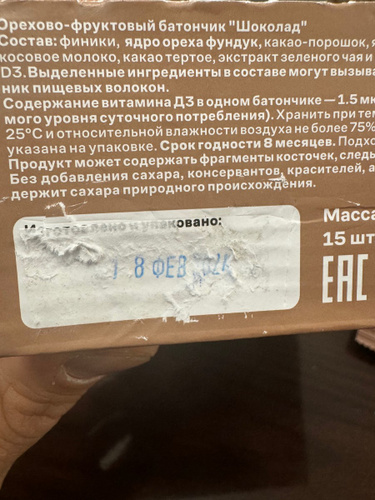 Орехово-фруктовый батончик "Шоколад"
Состав: финики, ядро ореха фундук, какао-порошок,
косовое молоко, какао тертое, экстракт зеленого чая и
D3. Выделенные ингредиенты в составе могут вызыва
ник пищевых волокон.
Содержание витамина Д3 в одном батончике — 1.5 мк
мого уровня суточного потребления). Хранить при тем
25°С и относительной влажности воздуха не более 75%
указана на упаковке. Срок годности 8 месяцев. Подхо
Продукт может содержать фрагменты косточек, следы
Без добавления сахара, консервантов, красителей, а
держит сахара природного происхождения.
Изготовлено и упаковано:
18 ФЕВ
Масса
15 шт
EAC